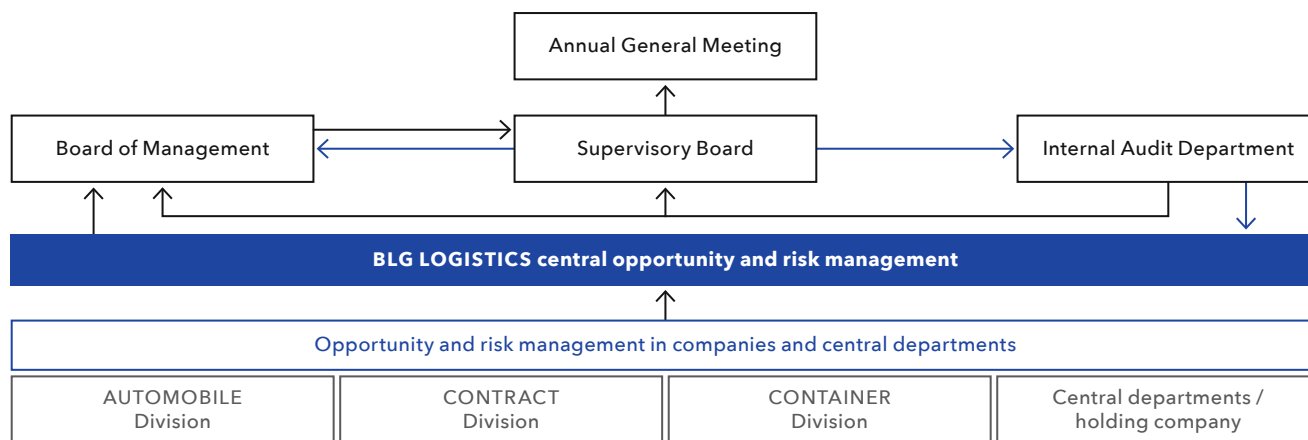 Annual General Meeting
Board of Management
Supervisory Board
Internal Audit Department
BLG LOGISTICS central opportunity and risk management
Opportunity and risk management in companies and central departments
AUTOMOBILE
Division
CONTRACT
Division
CONTAINER
Division
Central departments /
holding company